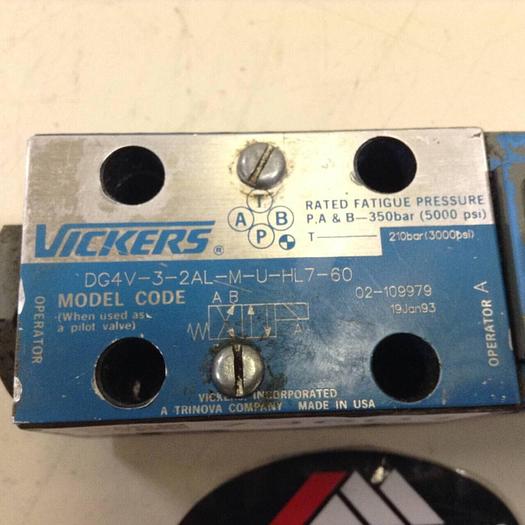 T
RATED FATIGUE PRESSURE
A B
P.A & B—350bar (5000 psi)
VICKERS®
P
T 210bar (3000psi)
DG4V-3-2AL-M-U-HL7-60
MODEL CODE
A B
02-109979
(When used as
a pilot valve)
19Jan93
A
OPERATOR
OPERATOR A
VICKERS, INCORPORATED
A TRINOVA COMPANY MADE IN USA